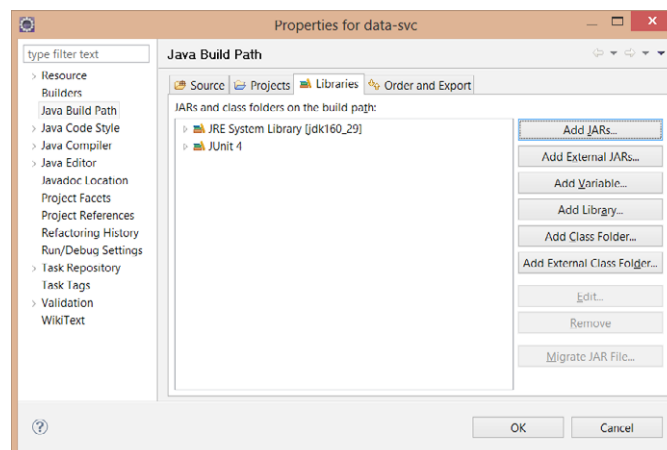 Properties for data-svc
type filter text
Resource
Builders
Java Build Path
Java Code Style
Java Compiler
Java Editor
Javadoc Location
Project Facets
Project References
Refactoring History
Run/Debug Settings
Task Repository
Task Tags
Validation
WikiText
Java Build Path
Source Projects Libraries Order and Export
JARs and class folders on the build path:
JRE System Library [jdk160_29]
JUnit 4
Add JARs...
Add External JARs...
Add Variable...
Add Library...
Add Class Folder...
Add External Class Folder...
Edit...
Remove
Migrate JAR File...
OK Cancel